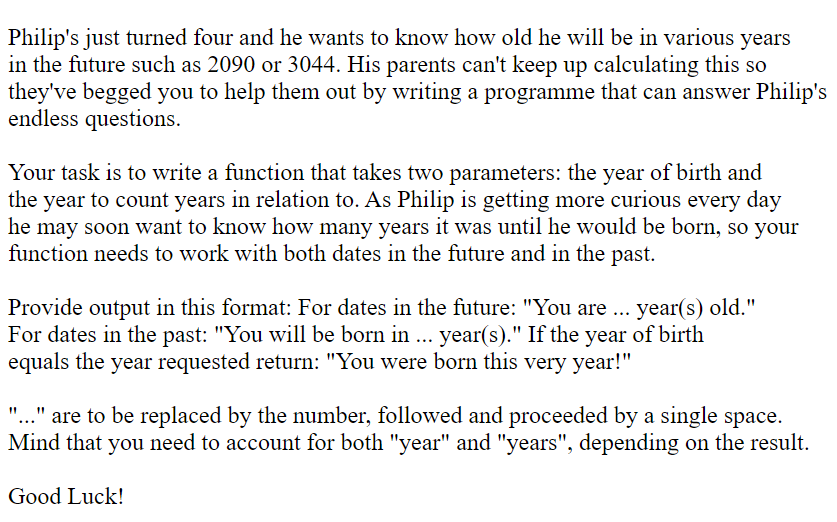 Philip's just turned four and he wants to know how old he will be in various years
in the future such as 2090 or 3044. His parents can't keep up calculating this so
they've begged you to help them out by writing a programme that can answer Philip's
endless questions.
Your task is to write a function that takes two parameters: the year of birth and
the year to count years in relation to. As Philip is getting more curious every day
he may soon want to know how many years it was until he would be born, so your
function needs to work with both dates in the future and in the past.
Provide output in this format: For dates in the future: "You are ... year(s) old."
For dates in the past: "You will be born in ... year(s)." If the year of birth
equals the year requested return: "You were born this very year!"
"..." are to be replaced by the number, followed and proceeded by a single space.
Mind that you need to account for both "year" and "years", depending on the result.
Good Luck!